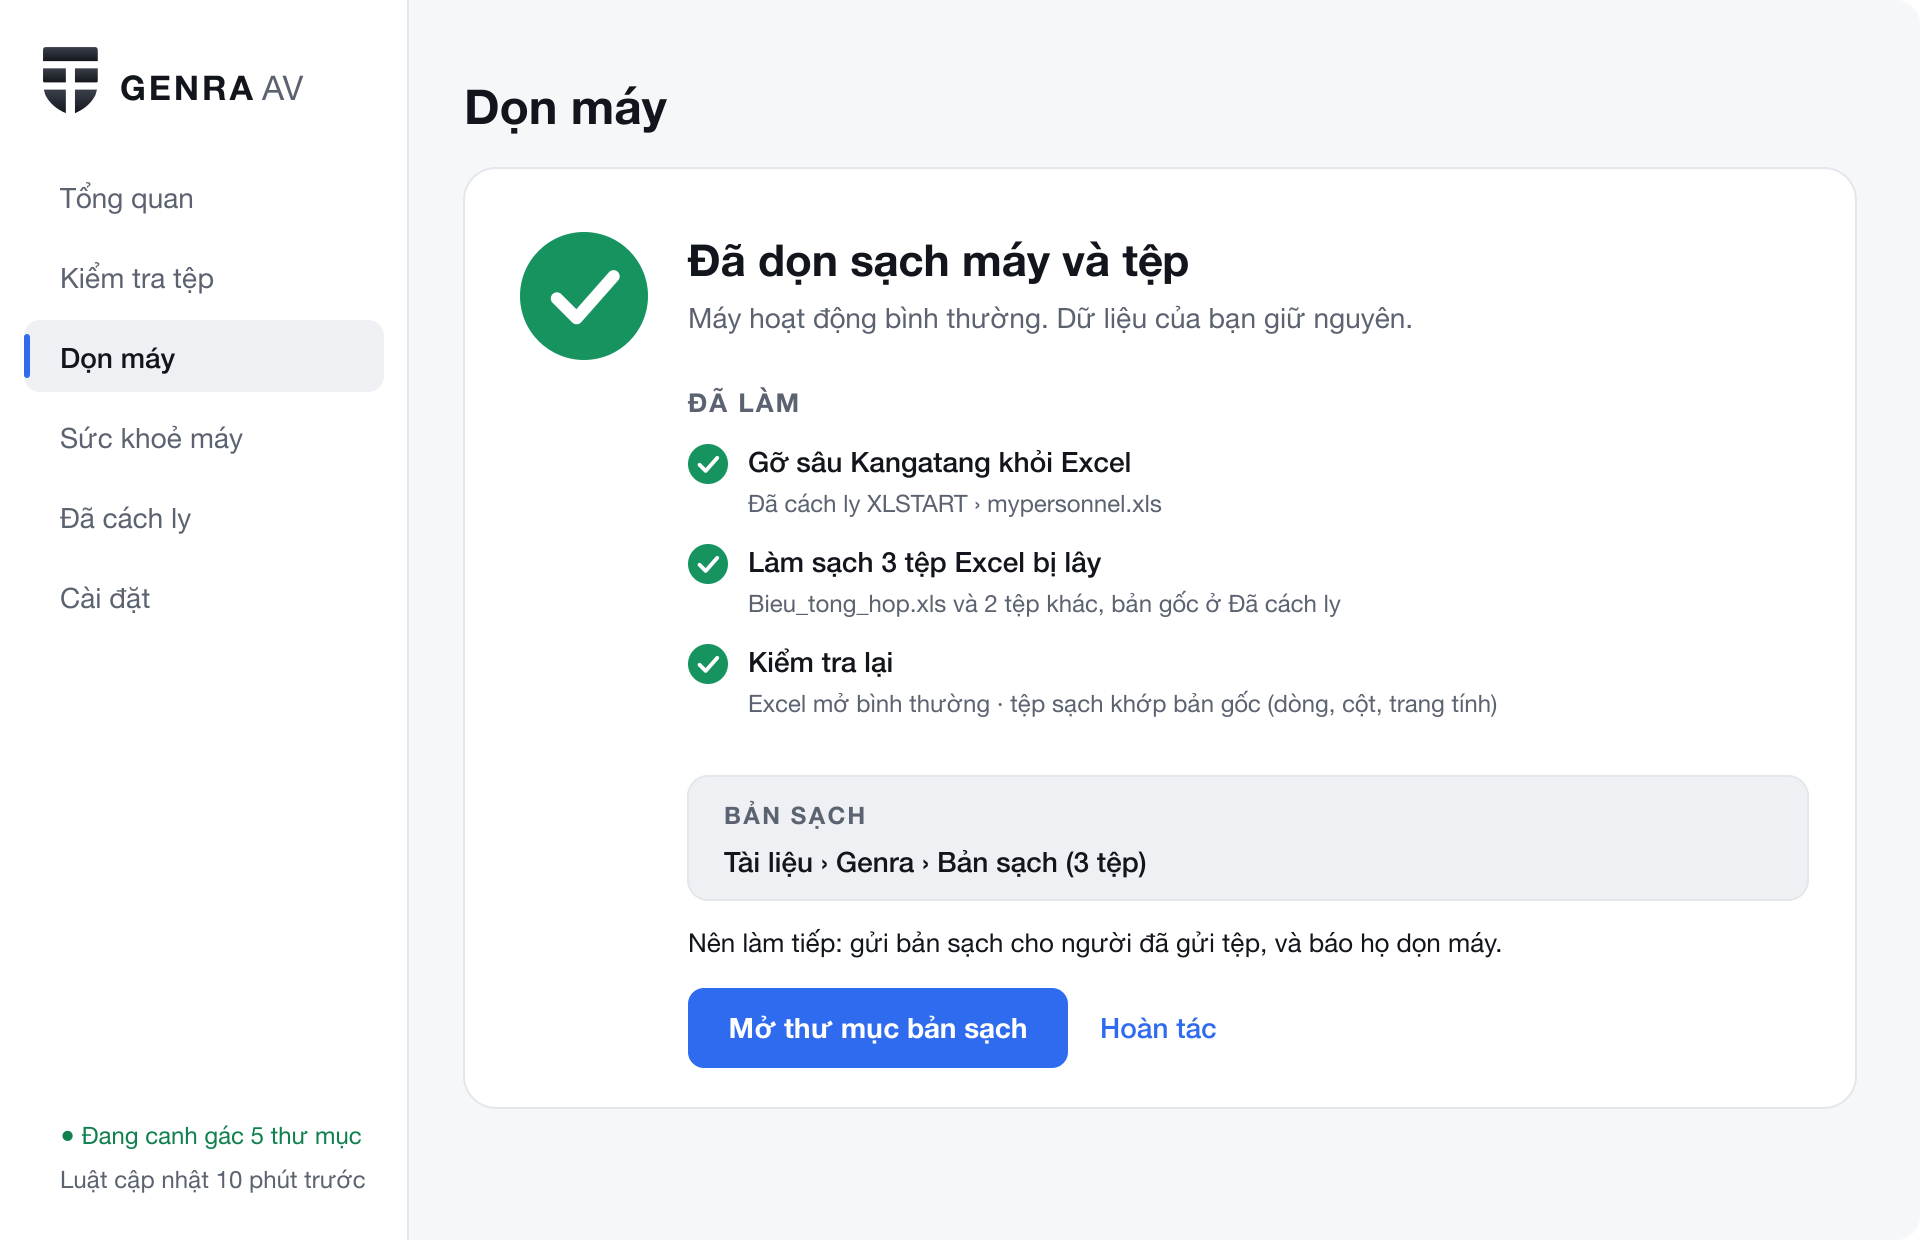 GENRA AV
Tổng quan
Kiểm tra tệp
Dọn máy
Sức khoẻ máy
Đã cách ly
Cài đặt
Đang canh gác 5 thư mục
Luật cập nhật 10 phút trước
Dọn máy
Đã dọn sạch máy và tệp
Máy hoạt động bình thường. Dữ liệu của bạn giữ nguyên.
ĐÃ LÀM
Gỡ sâu Kangatang khỏi Excel
Đã cách ly XLSTART › mypersonnel.xls
Làm sạch 3 tệp Excel bị lây
Bieu_tong_hop.xls và 2 tệp khác, bản gốc ở Đã cách ly
Kiểm tra lại
Excel mở bình thường · tệp sạch khớp bản gốc (dòng, cột, trang tính)
BẢN SẠCH
Tài liệu › Genra › Bản sạch (3 tệp)
Nên làm tiếp: gửi bản sạch cho người đã gửi tệp, và báo họ dọn máy.
Mở thư mục bản sạch
Hoàn tác